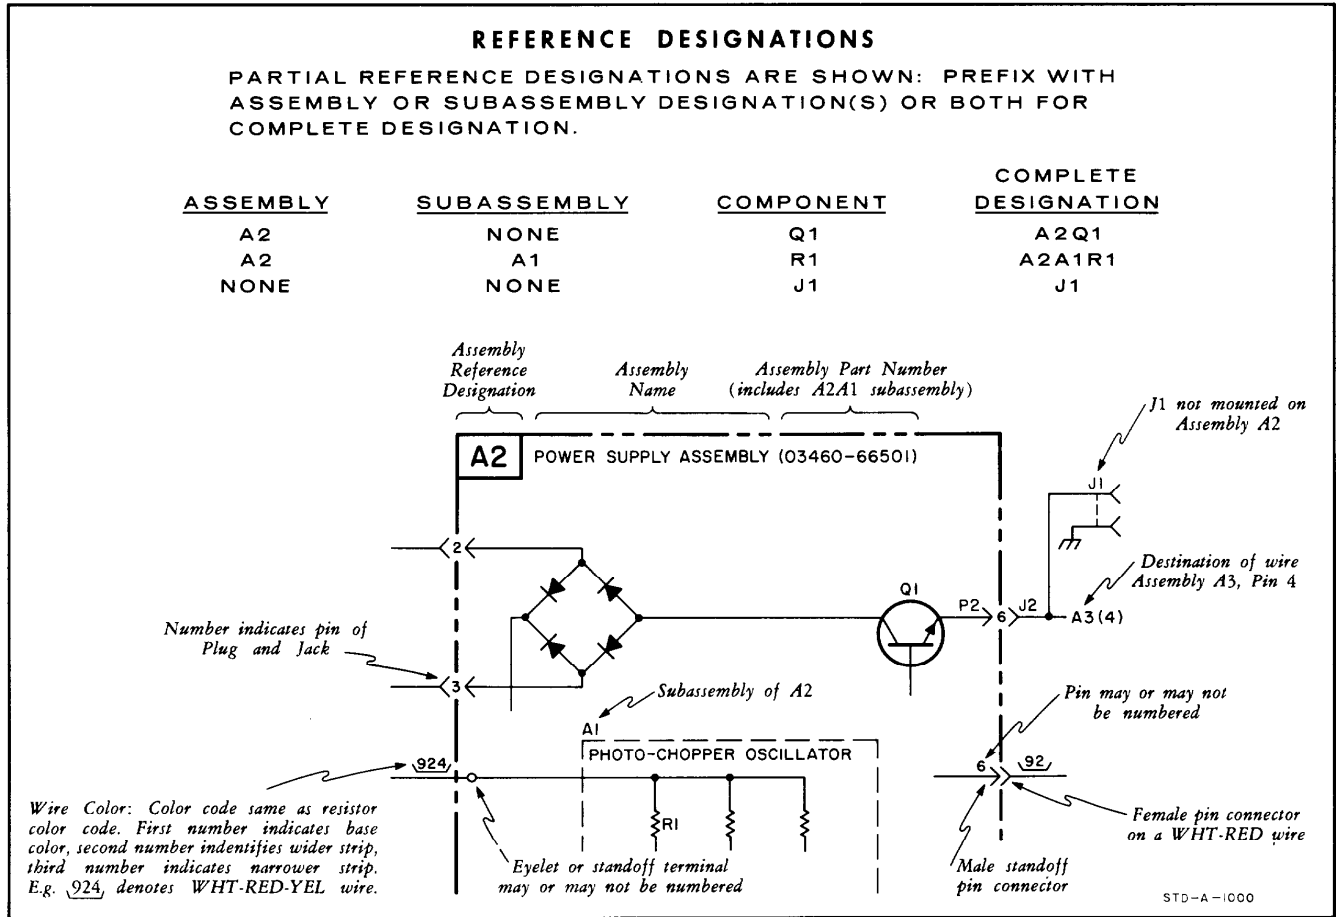 REFERENCE DESIGNATIONS
PARTIAL REFERENCE DESIGNATIONS ARE SHOWN: PREFIX WITH
ASSEMBLY OR SUBASSEMBLY DESIGNATION(S) OR BOTH FOR
COMPLETE DESIGNATION.
ASSEMBLY SUBASSEMBLY COMPONENT COMPLETE DESIGNATION
A2 NONE Q1 A2Q1
A2 A1 R1 A2A1R1
NONE NONE J1 J1
Assembly
Reference
Designation
Assembly
Name
Assembly Part Number
(includes A2A1 subassembly)
J1 not mounted on
Assembly A2
A2 POWER SUPPLY ASSEMBLY (03460-66501)
J1
2
Destination of wire
Assembly A3, Pin 4
Q1
P2 6 J2 A3(4)
Number indicates pin of
Plug and Jack
3
Subassembly of A2
Pin may or may not
be numbered
A1
PHOTO-CHOPPER OSCILLATOR
924
6 92
R1
Wire Color: Color code same as resistor
color code. First number indicates base
color, second number indentifies wider strip,
third number indicates narrower strip.
E.g. 924 denotes WHT-RED-YEL wire.
Eyelet or standoff terminal
may or may not be numbered
Male standoff
pin connector
Female pin connector
on a WHT-RED wire
STD-A-1000